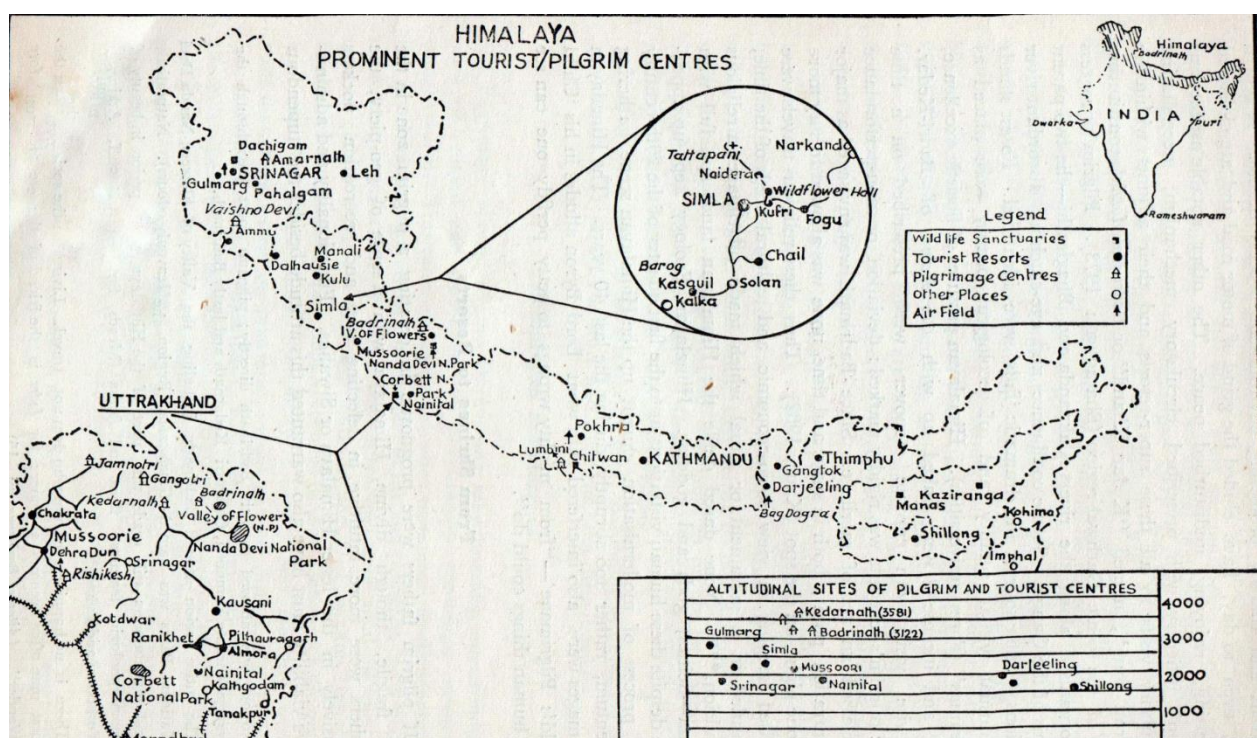 HIMALAYA
PROMINENT TOURIST/PILGRIM CENTRES
Himalaya
Badrinath
INDIA
Dwarka
Puri
Rameshwaram
Legend
Wild life Sanctuaries
Tourist Resorts
Pilgrimage Centres
Other Places
Air Field
Dachigam
Amarnath
SRINAGAR
Leh
Gulmarg
Pahalgam
Vaishno Devi
Ammu
Manali
Dalhausie
Kulu
Simla
Badrinath
V. OF Flowers
Mussoorie
Nanda Devi N. Park
Corbett N.
Park
Nainital
Tattapani
Narkanda
Naidera
Wildflower Hall
SIMLA
Kufri
Fogu
Chail
Barog
Kasauil
Solan
Kalka
Pokhra
Lumbini
Chitwan
KATHMANDU
Thimphu
Gangtok
Darjeeling
Bag Dogra
Kaziranga
Manas
Kohima
Shillong
Imphal
UTTRAKHAND
Jamnotri
Gangotri
Badrinath
Kedarnath
Valley of Flower
(N.P)
Chakrata
Mussoorie
Nanda Devi National
Park
Dehra Dun
Srinagar
Rishikesh
Kausani
Kotdwar
Ranikhet
Pilhauragarh
Almora
Nainital
Corbett
National Park
Kathgodam
Tanakpur
ALTITUDINAL SITES OF PILGRIM AND TOURIST CENTRES
4000
Kedarnath (3581)
Gulmarg
Badrinath (3122)
3000
Simla
Mussoori
Darjeeling
2000
Srinagar
Nainital
Shillong
1000